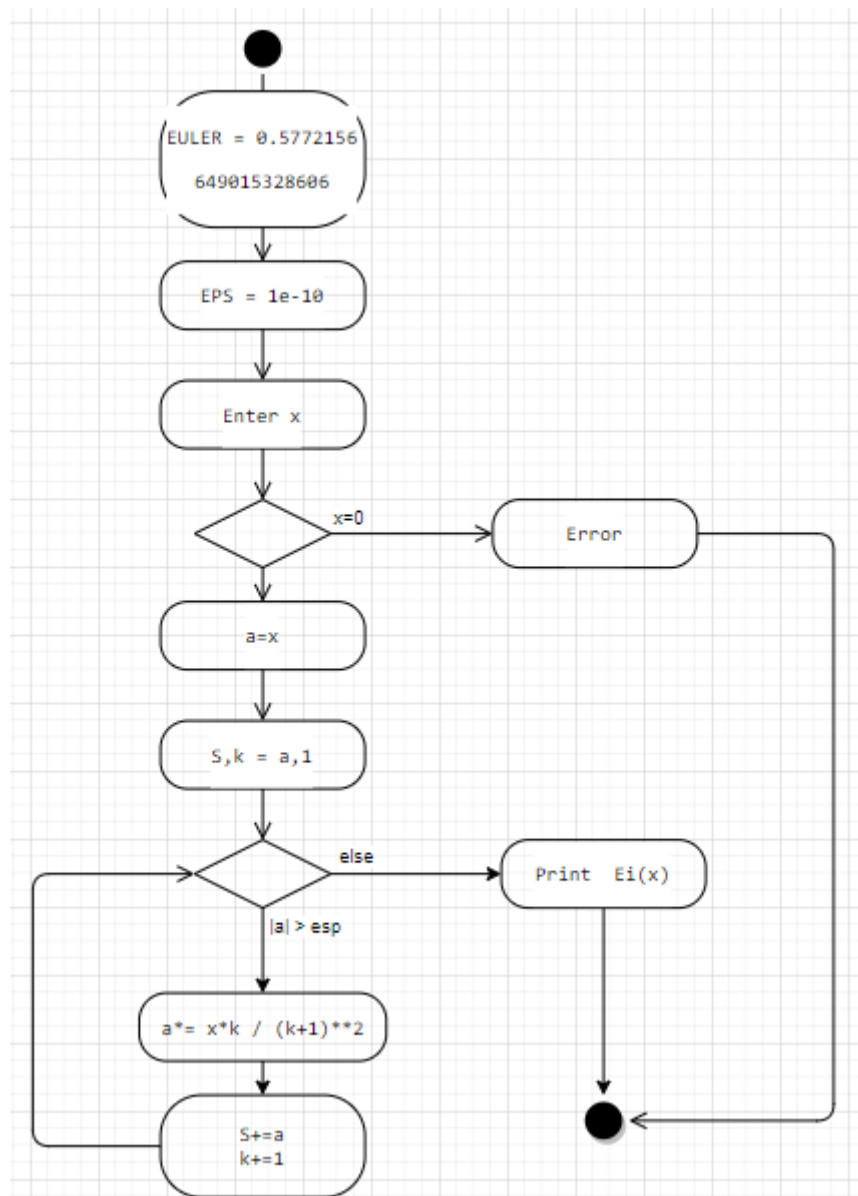 EULER = 0.5772156
649015328606
EPS = 1e-10
Enter x
x=0
Error
a=x
S,k = a,1
else
Print Ei(x)
|a| > esp
a*= x*k / (k+1)**2
S+=a
k+=1